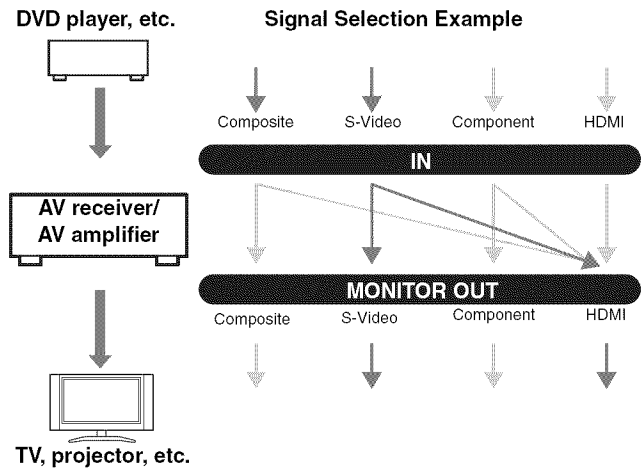 DVD player, etc.
Signal Selection Example
Composite
S-Video
Component
HDMI
IN
AV receiver/
AV amplifier
MONITOR OUT
Composite
S-Video
Component
HDMI
TV, projector, etc.